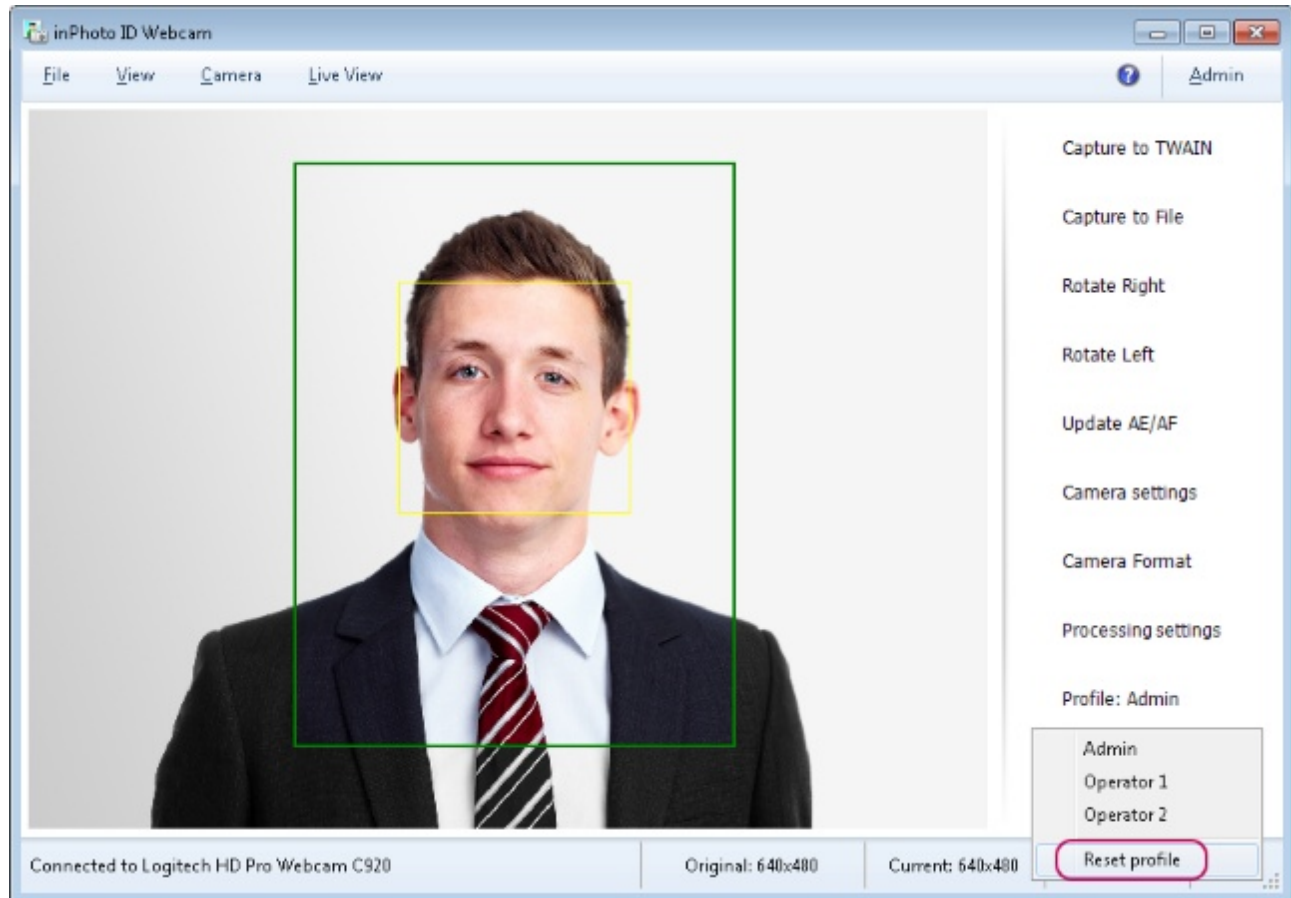 inPhoto ID Webcam
File View Camera Live View ? Admin
Capture to TWAIN
Capture to File
Rotate Right
Rotate Left
Update AE/AF
Camera settings
Camera Format
Processing settings
Profile: Admin
Admin
Operator 1
Operator 2
Reset profile
Connected to Logitech HD Pro Webcam C920 Original: 640x480 Current: 640x480